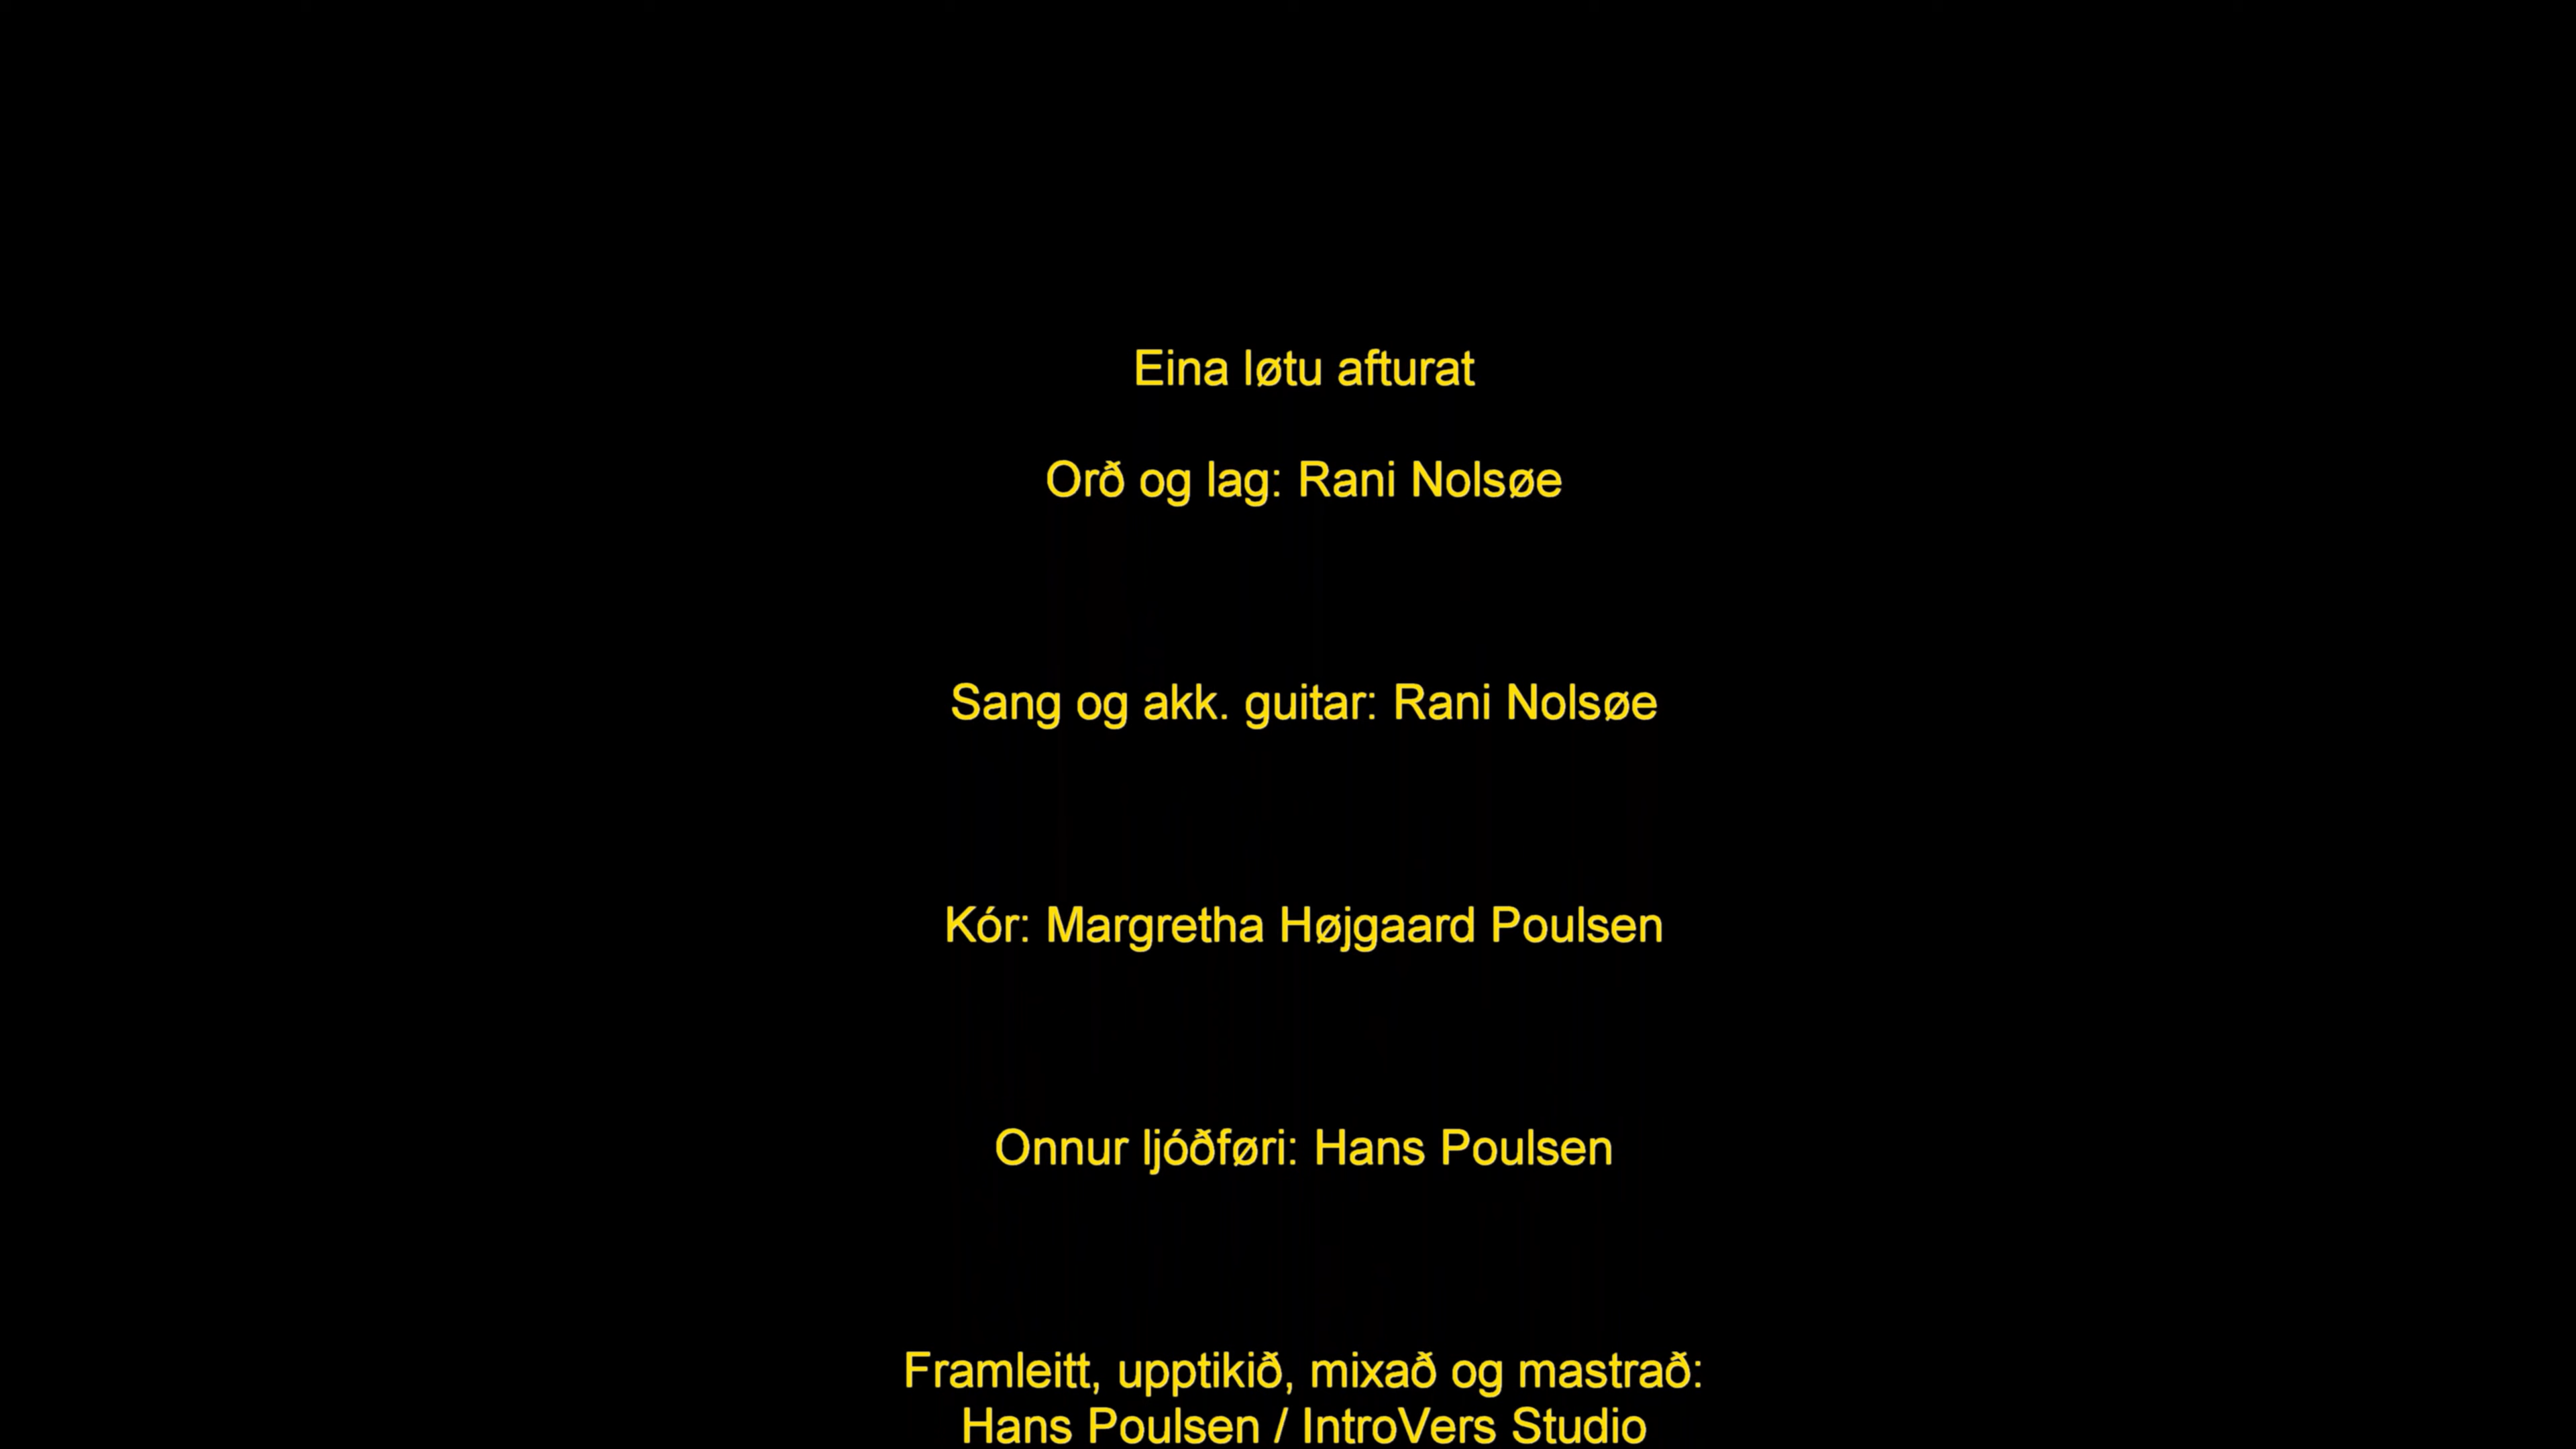 Eina løtu afturat
Orð og lag: Rani Nolsøe
Sang og akk. guitar: Rani Nolsøe
Kór: Margretha Højgaard Poulsen
Onnur ljóðføri: Hans Poulsen
Framleitt, upptikið, mixað og mastrað:
Hans Poulsen / IntroVers Studio